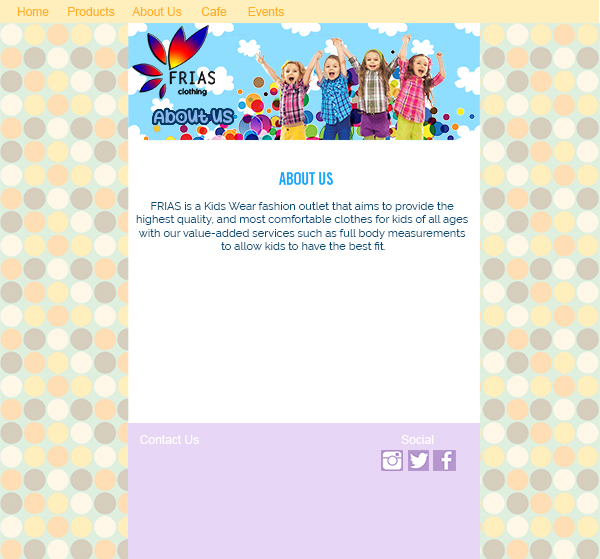 Home Products About Us Cafe Events
FRIAS
clothing
About Us
ABOUT US
FRIAS is a Kids Wear fashion outlet that aims to provide the
highest quality, and most comfortable clothes for kids of all ages
with our value-added services such as full body measurements
to allow kids to have the best fit.
Contact Us Social